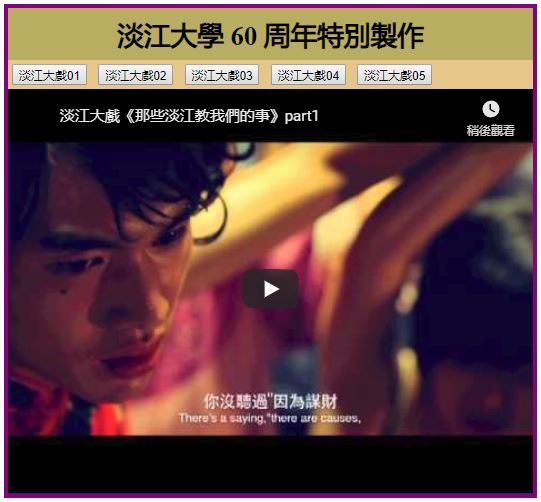 淡江大學 60 周年特別製作
淡江大戲01 淡江大戲02 淡江大戲03 淡江大戲04 淡江大戲05
淡江大戲《那些淡江教我們的事》part1
稍後觀看
你沒聽過"因為謀財
There's a saying,"there are causes,